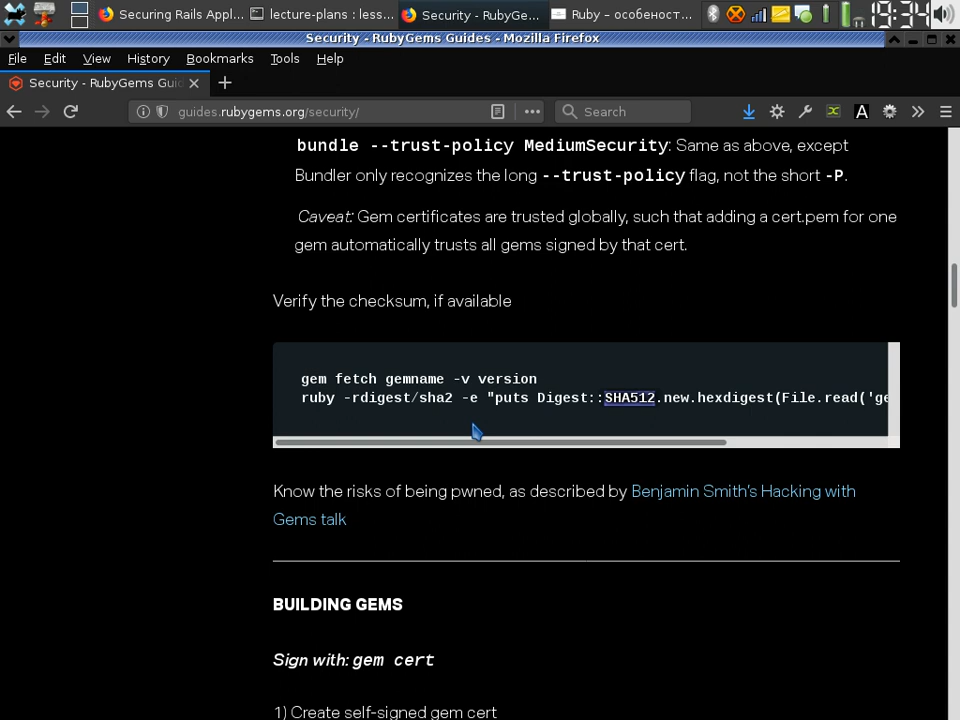 Securing Rails Appl...
lecture-plans : less...
Security - RubyGe...
Ruby – особеност...
19:34
Security - RubyGems Guides - Mozilla Firefox
File Edit View History Bookmarks Tools Help
Security - RubyGems Guid
guides.rubygems.org/security/
Search
A
bundle --trust-policy MediumSecurity: Same as above, except
Bundler only recognizes the long --trust-policy flag, not the short -P.
Caveat: Gem certificates are trusted globally, such that adding a cert.pem for one
gem automatically trusts all gems signed by that cert.
Verify the checksum, if available
gem fetch gemname -v version
ruby -rdigest/sha2 -e "puts Digest::SHA512.new.hexdigest(File.read('ge
Know the risks of being pwned, as described by Benjamin Smith's Hacking with
Gems talk
BUILDING GEMS
Sign with: gem cert
1) Create self-signed gem cert